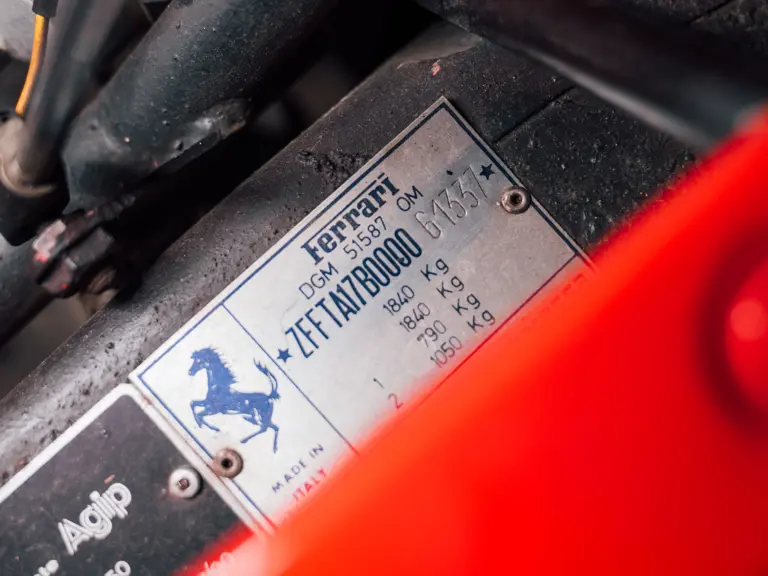 Ferrari
DGM 51587 OM
★ZFFTA17B0000 61337★
1840 Kg
1840 Kg
1 790 Kg
2 1050 Kg
MADE IN
ITALY
Agip